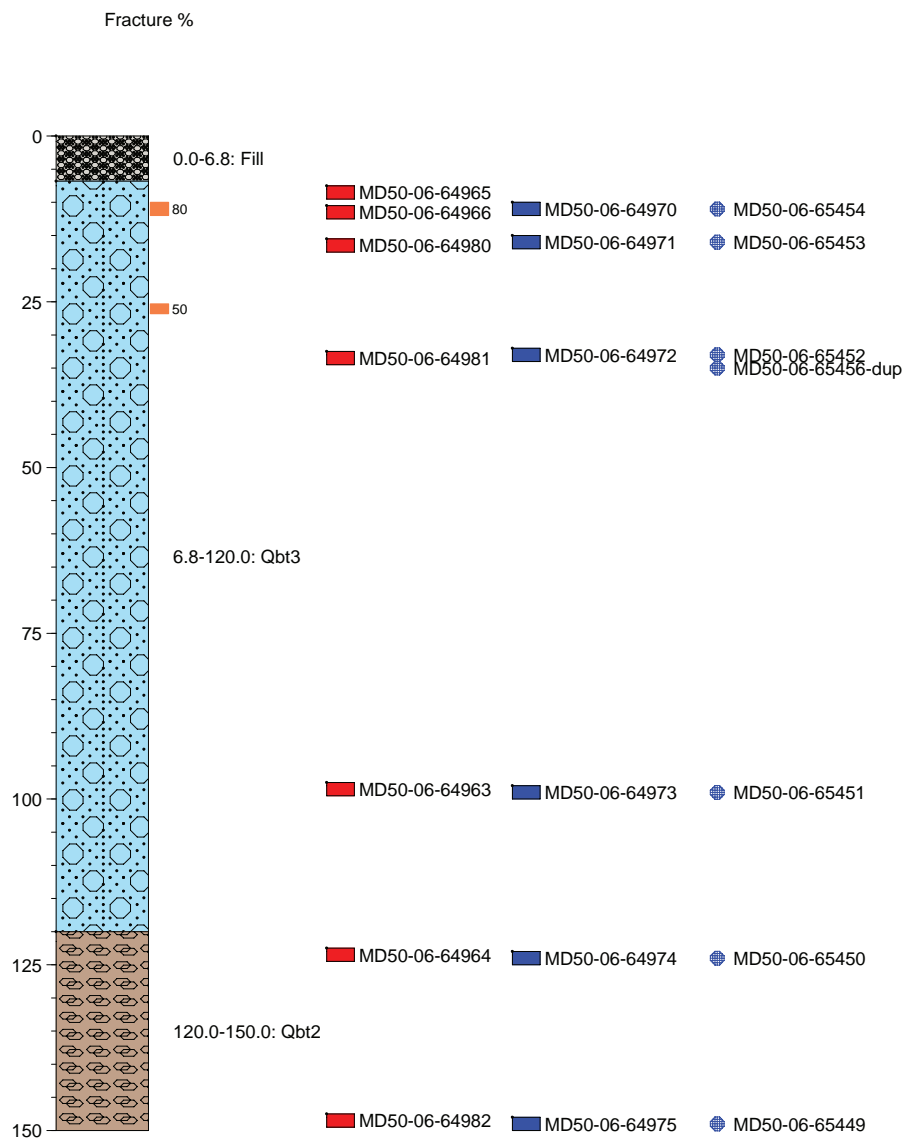 Fracture %
0
0.0-6.8: Fill
MD50-06-64965
80
MD50-06-64966 MD50-06-64970 MD50-06-65454
MD50-06-64980 MD50-06-64971 MD50-06-65453
25
50
MD50-06-64981 MD50-06-64972 MD50-06-65452
MD50-06-65456-dup
50
6.8-120.0: Qbt3
75
MD50-06-64963 MD50-06-64973 MD50-06-65451
100
MD50-06-64964 MD50-06-64974 MD50-06-65450
125
120.0-150.0: Qbt2
MD50-06-64982 MD50-06-64975 MD50-06-65449
150